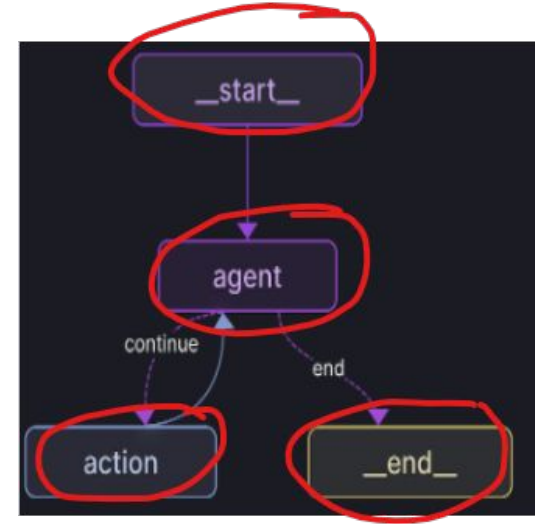 __start__
agent
continue
end
action
__end__